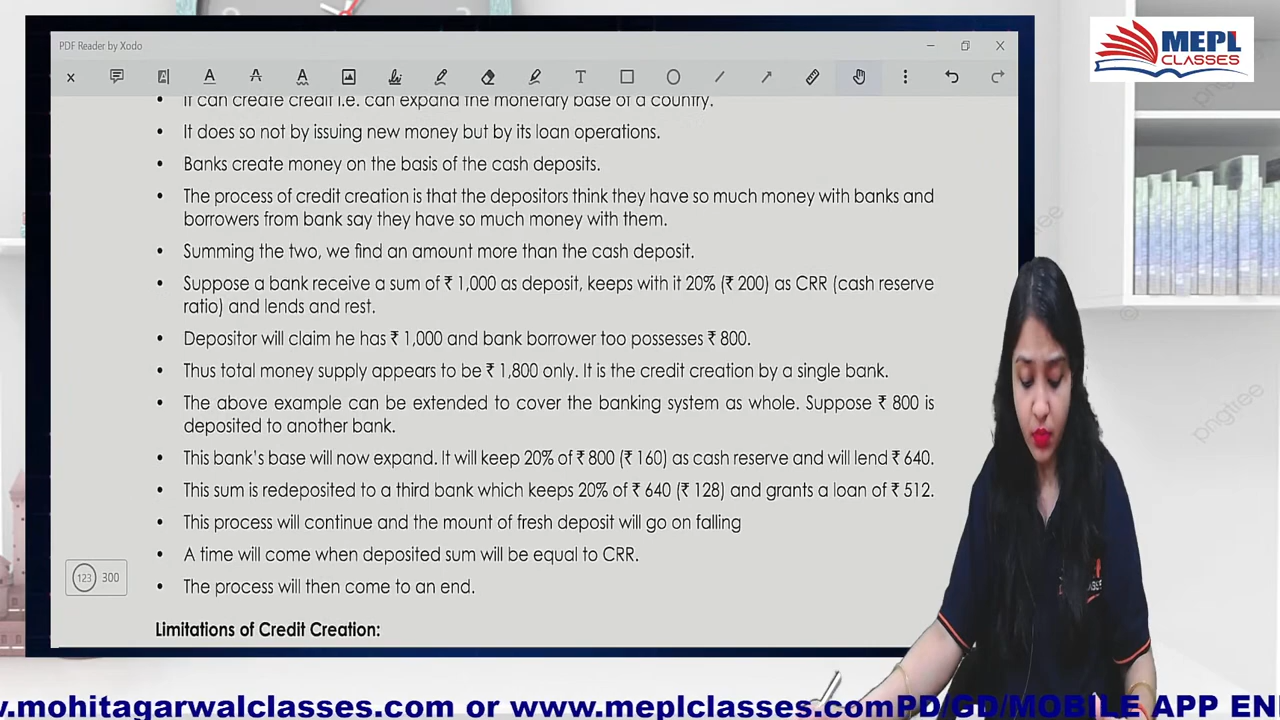 PDF Reader by Xodo
MEPL
CLASSES
It can create credit i.e. can expand the monetary base of a country.
• It does so not by issuing new money but by its loan operations.
• Banks create money on the basis of the cash deposits.
• The process of credit creation is that the depositors think they have so much money with banks and
borrowers from bank say they have so much money with them.
• Summing the two, we find an amount more than the cash deposit.
• Suppose a bank receive a sum of ₹ 1,000 as deposit, keeps with it 20% (₹ 200) as CRR (cash reserve
ratio) and lends and rest.
• Depositor will claim he has ₹ 1,000 and bank borrower too possesses ₹ 800.
• Thus total money supply appears to be ₹ 1,800 only. It is the credit creation by a single bank.
• The above example can be extended to cover the banking system as whole. Suppose ₹ 800 is
deposited to another bank.
• This bank's base will now expand. It will keep 20% of ₹ 800 (₹ 160) as cash reserve and will lend ₹ 640.
• This sum is redeposited to a third bank which keeps 20% of ₹ 640 (₹ 128) and grants a loan of ₹ 512.
• This process will continue and the mount of fresh deposit will go on falling
• A time will come when deposited sum will be equal to CRR.
123 300
• The process will then come to an end.
Limitations of Credit Creation:
pngtree
pngtree
w.mohitagarwalclasses.com or www.meplclasses.comPD/GD/MOBILE APP EN